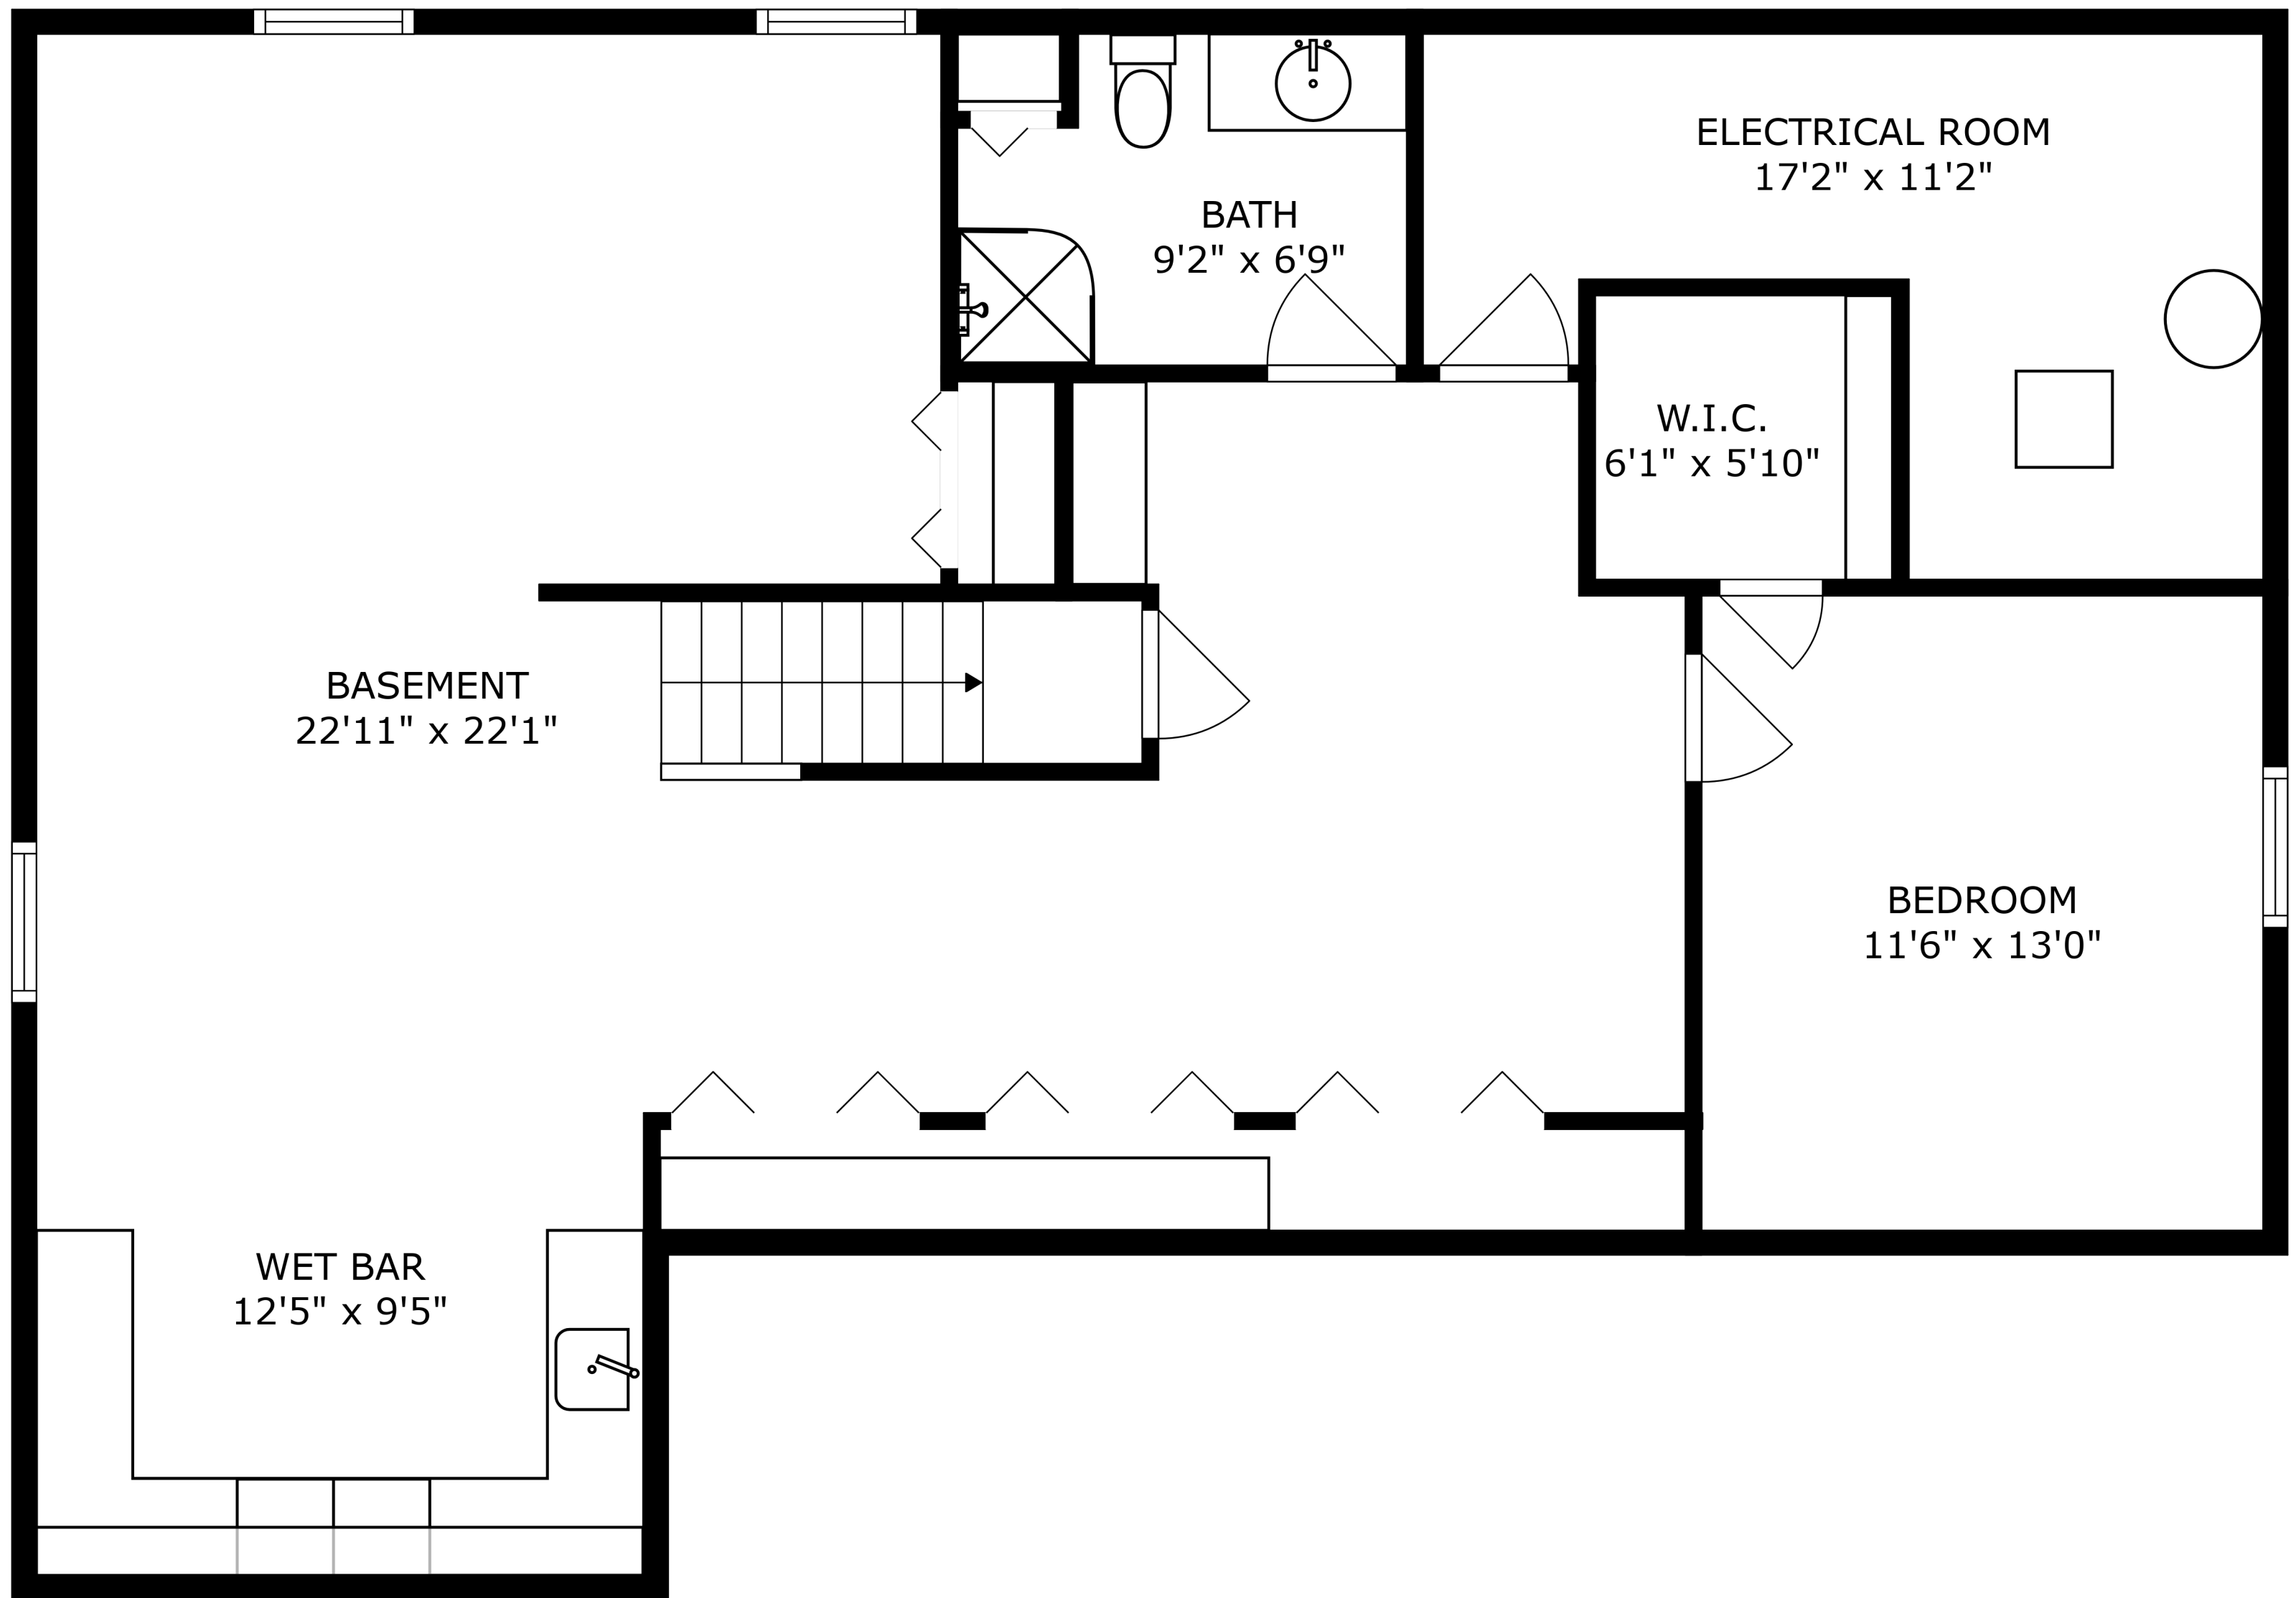 ELECTRICAL ROOM
17'2" x 11'2"
BATH
9'2" x 6'9"
W.I.C.
6'1" x 5'10"
BASEMENT
22'11" x 22'1"
BEDROOM
11'6" x 13'0"
WET BAR
12'5" x 9'5"